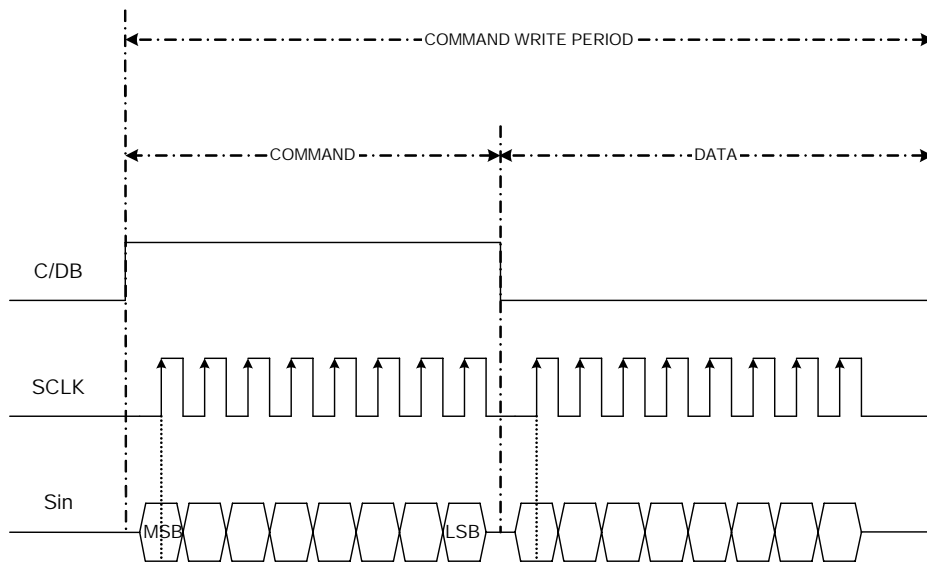 COMMAND WRITE PERIOD
COMMAND
DATA
C/DB
SCLK
Sin
MSB
LSB